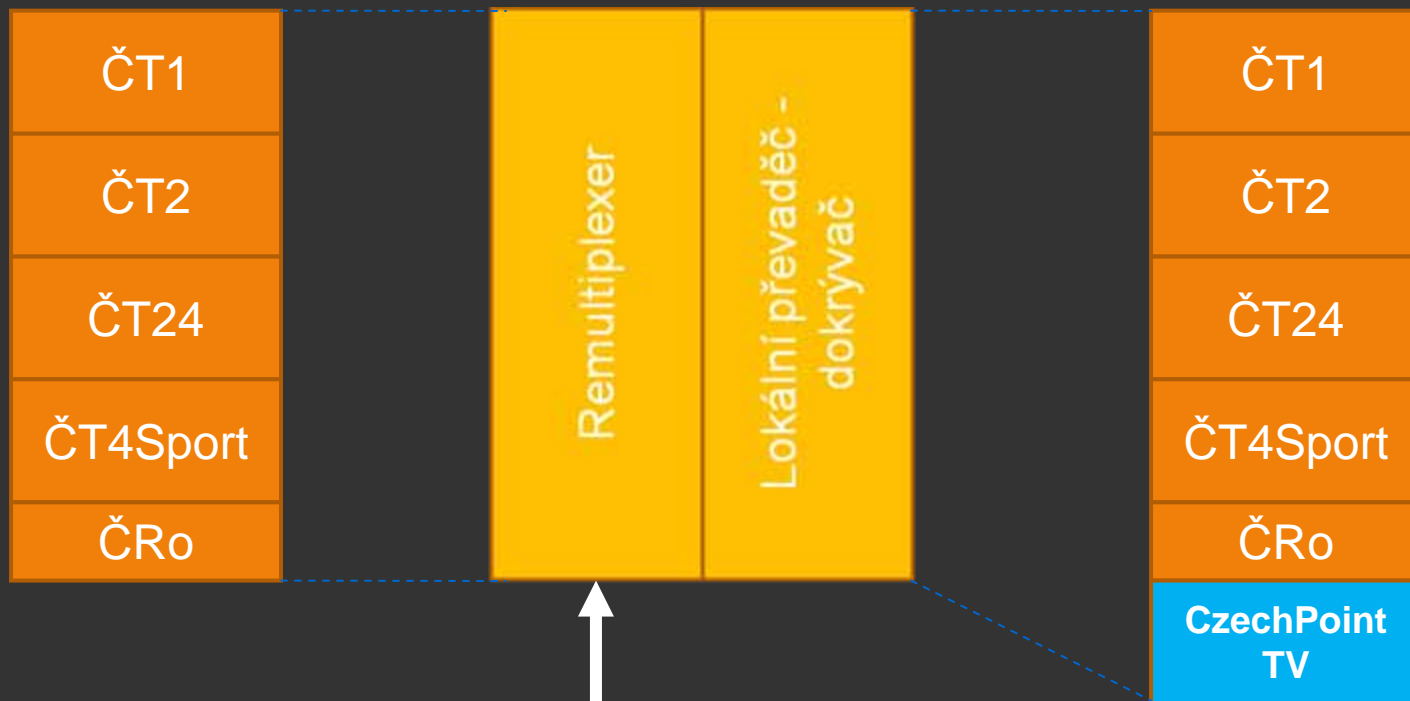 ČT1
ČT2
ČT24
ČT4Sport
ČRo
Remultiplexer
Lokální převaděč -
dokrývač
ČT1
ČT2
ČT24
ČT4Sport
ČRo
CzechPoint
TV